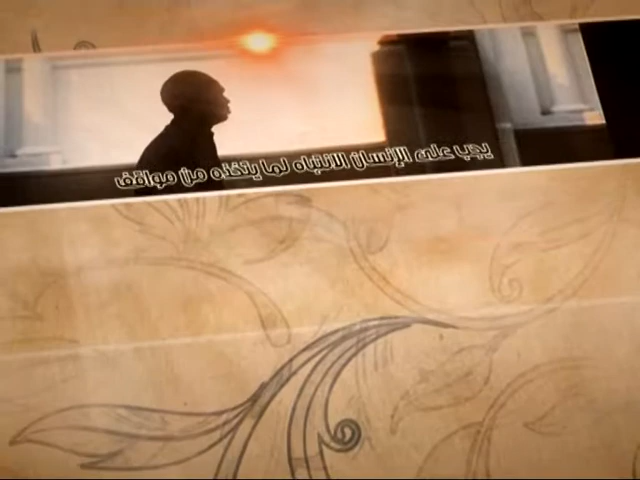 يجب على الإنسان الانتباه لما يتخذه من مواقف